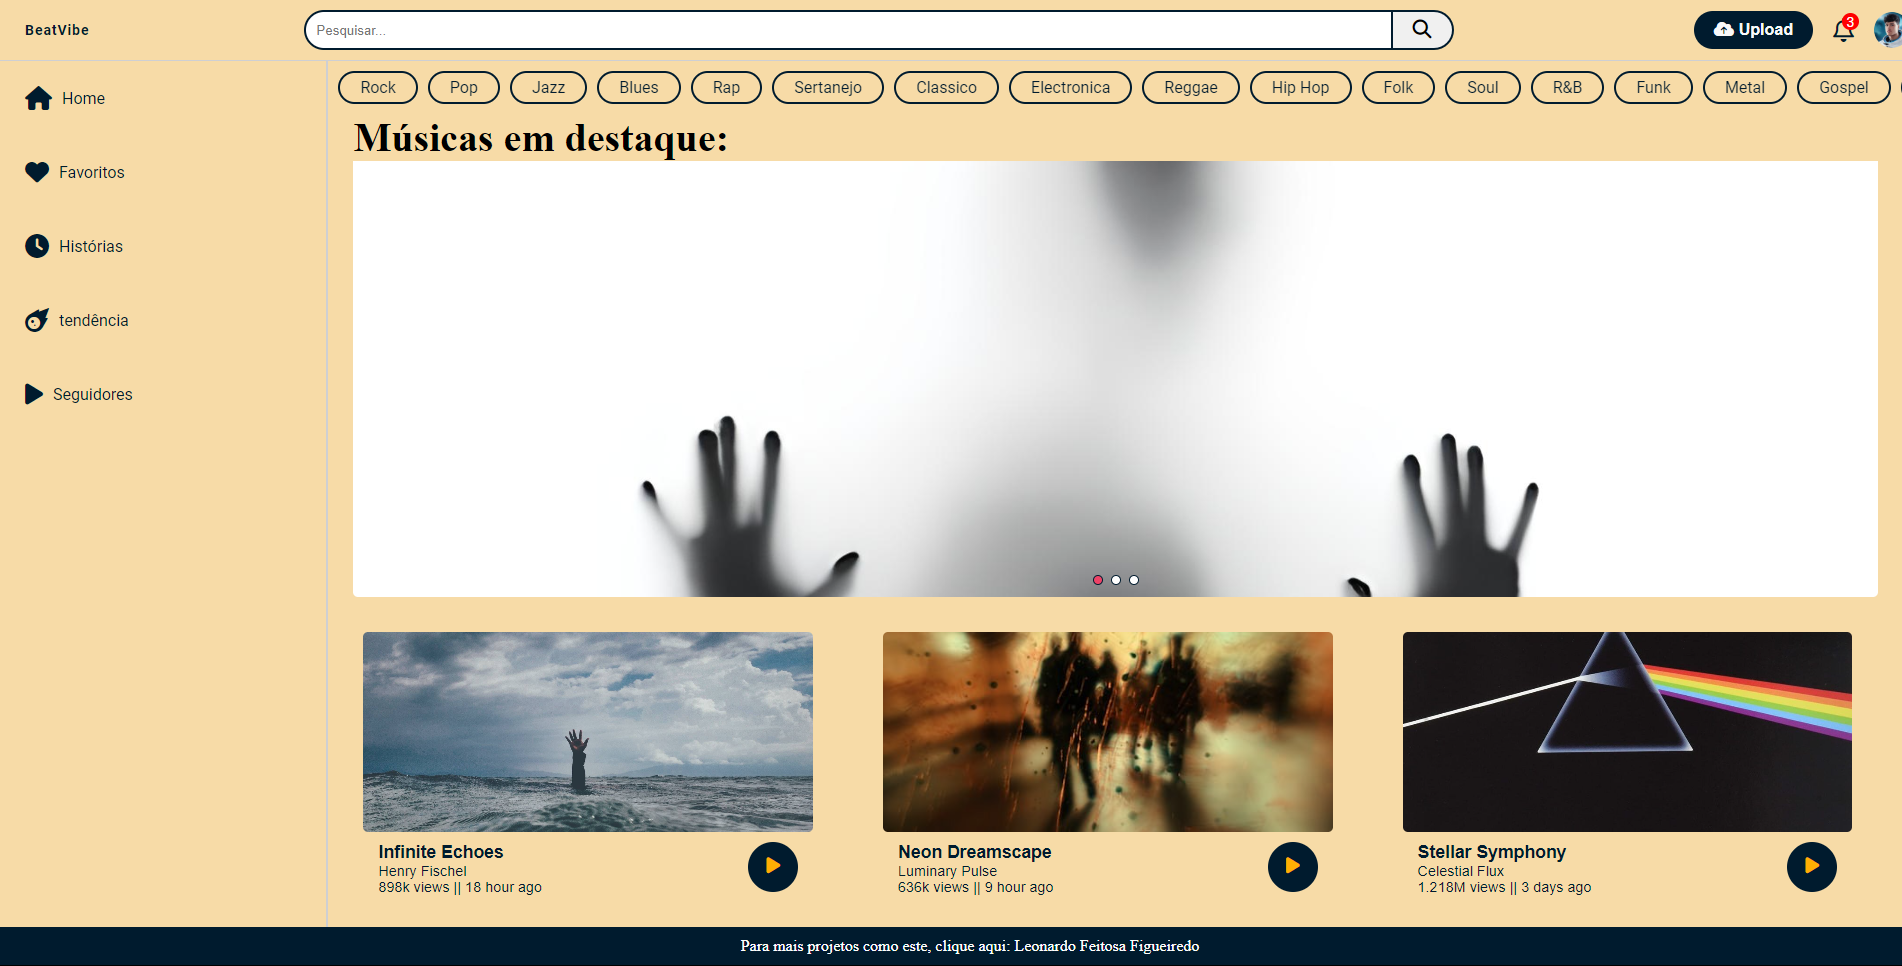 BeatVibe
Pesquisar...
Upload
3
Home
Favoritos
Histórias
tendência
Seguidores
Rock Pop Jazz Blues Rap Sertanejo Classico Electronica Reggae Hip Hop Folk Soul R&B Funk Metal Gospel
Músicas em destaque:
Infinite Echoes
Henry Fischel
898k views || 18 hour ago
Neon Dreamscape
Luminary Pulse
636k views || 9 hour ago
Stellar Symphony
Celestial Flux
1.218M views || 3 days ago
Para mais projetos como este, clique aqui: Leonardo Feitosa Figueiredo